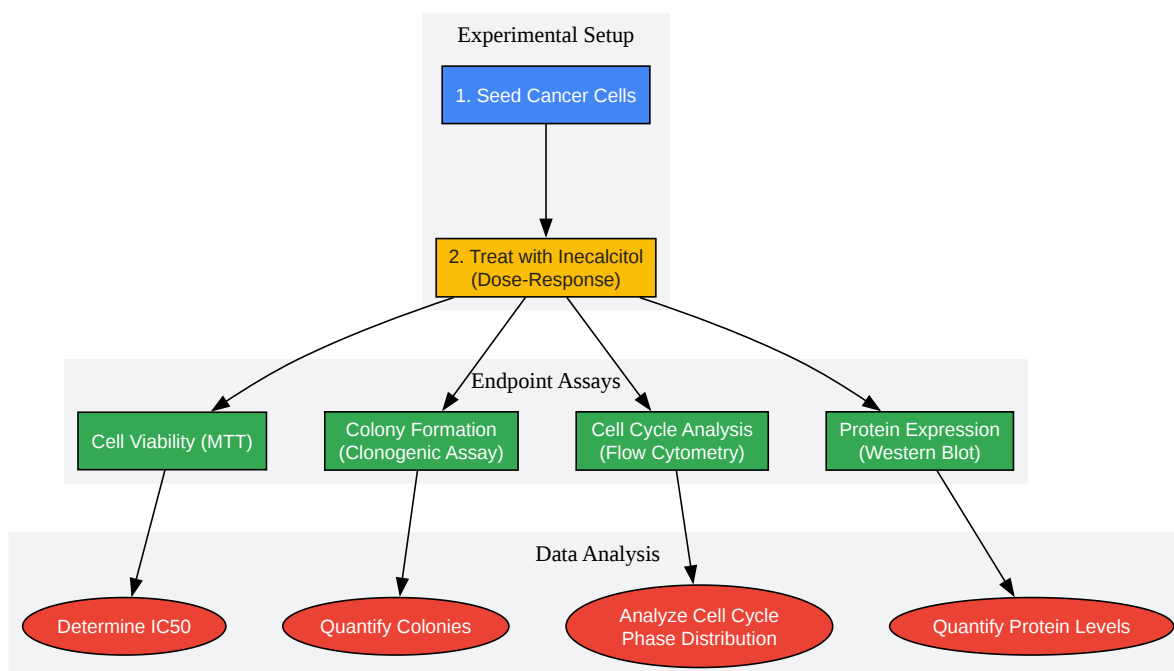 Experimental Setup
1. Seed Cancer Cells
2. Treat with Inecalcitol
(Dose-Response)
Endpoint Assays
Cell Viability (MTT)
Colony Formation
(Clonogenic Assay)
Cell Cycle Analysis
(Flow Cytometry)
Protein Expression
(Western Blot)
Data Analysis
Determine IC50
Quantify Colonies
Analyze Cell Cycle
Phase Distribution
Quantify Protein Levels